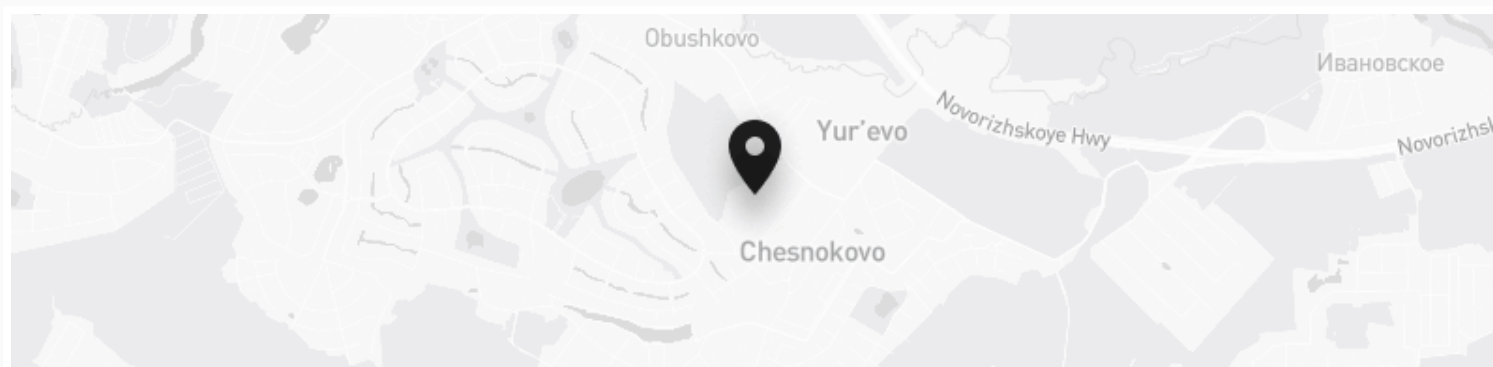 Obushkovo
Ивановское
Novorizhskoye Hwy
Yur'evo
Novorizhsk
Chesnokovo